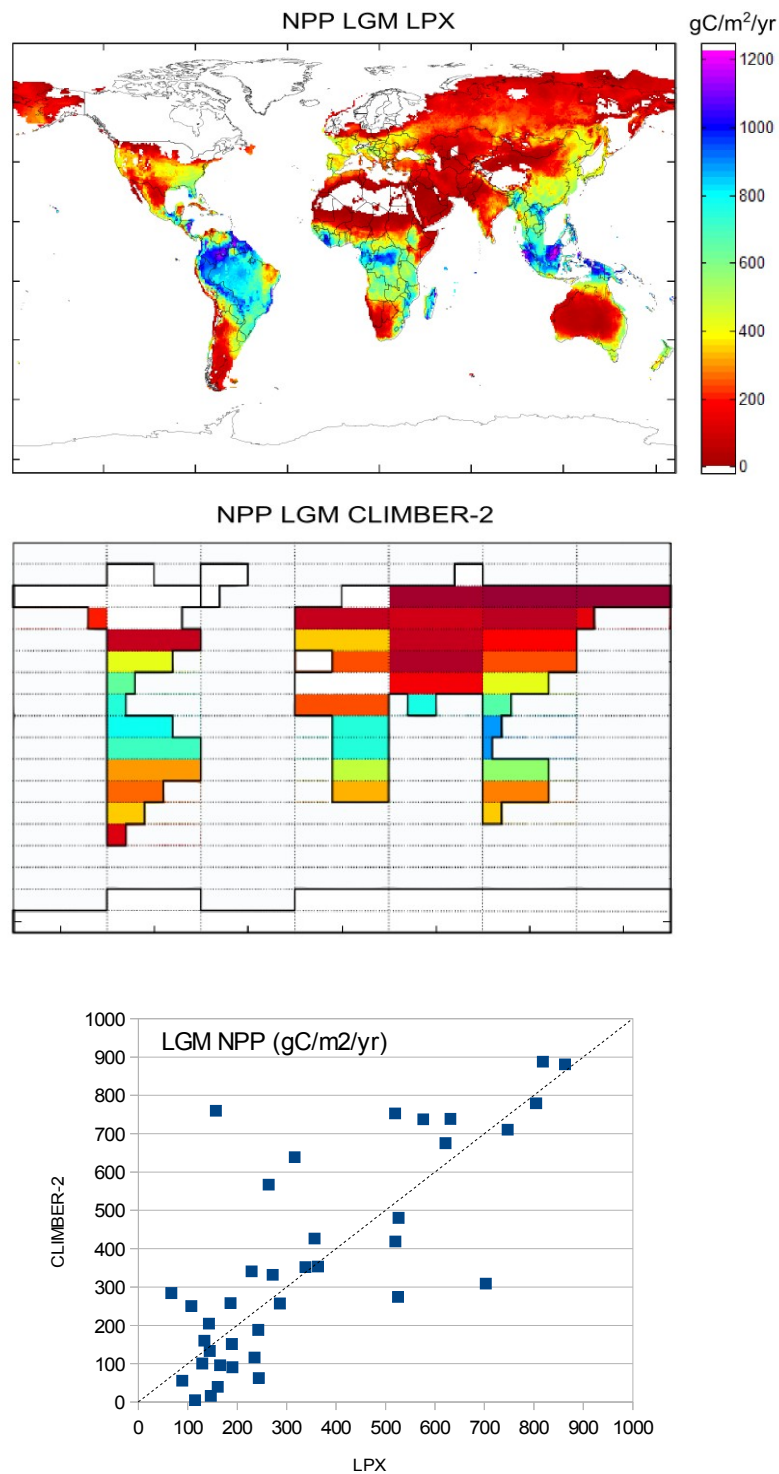 NPP LGM LPX
gC/m²/yr
1200
1000
800
600
400
200
0
NPP LGM CLIMBER-2
LGM NPP (gC/m2/yr)
1000
900
800
700
600
500
400
300
200
100
0
CLIMBER-2
0 100 200 300 400 500 600 700 800 900 1000
LPX